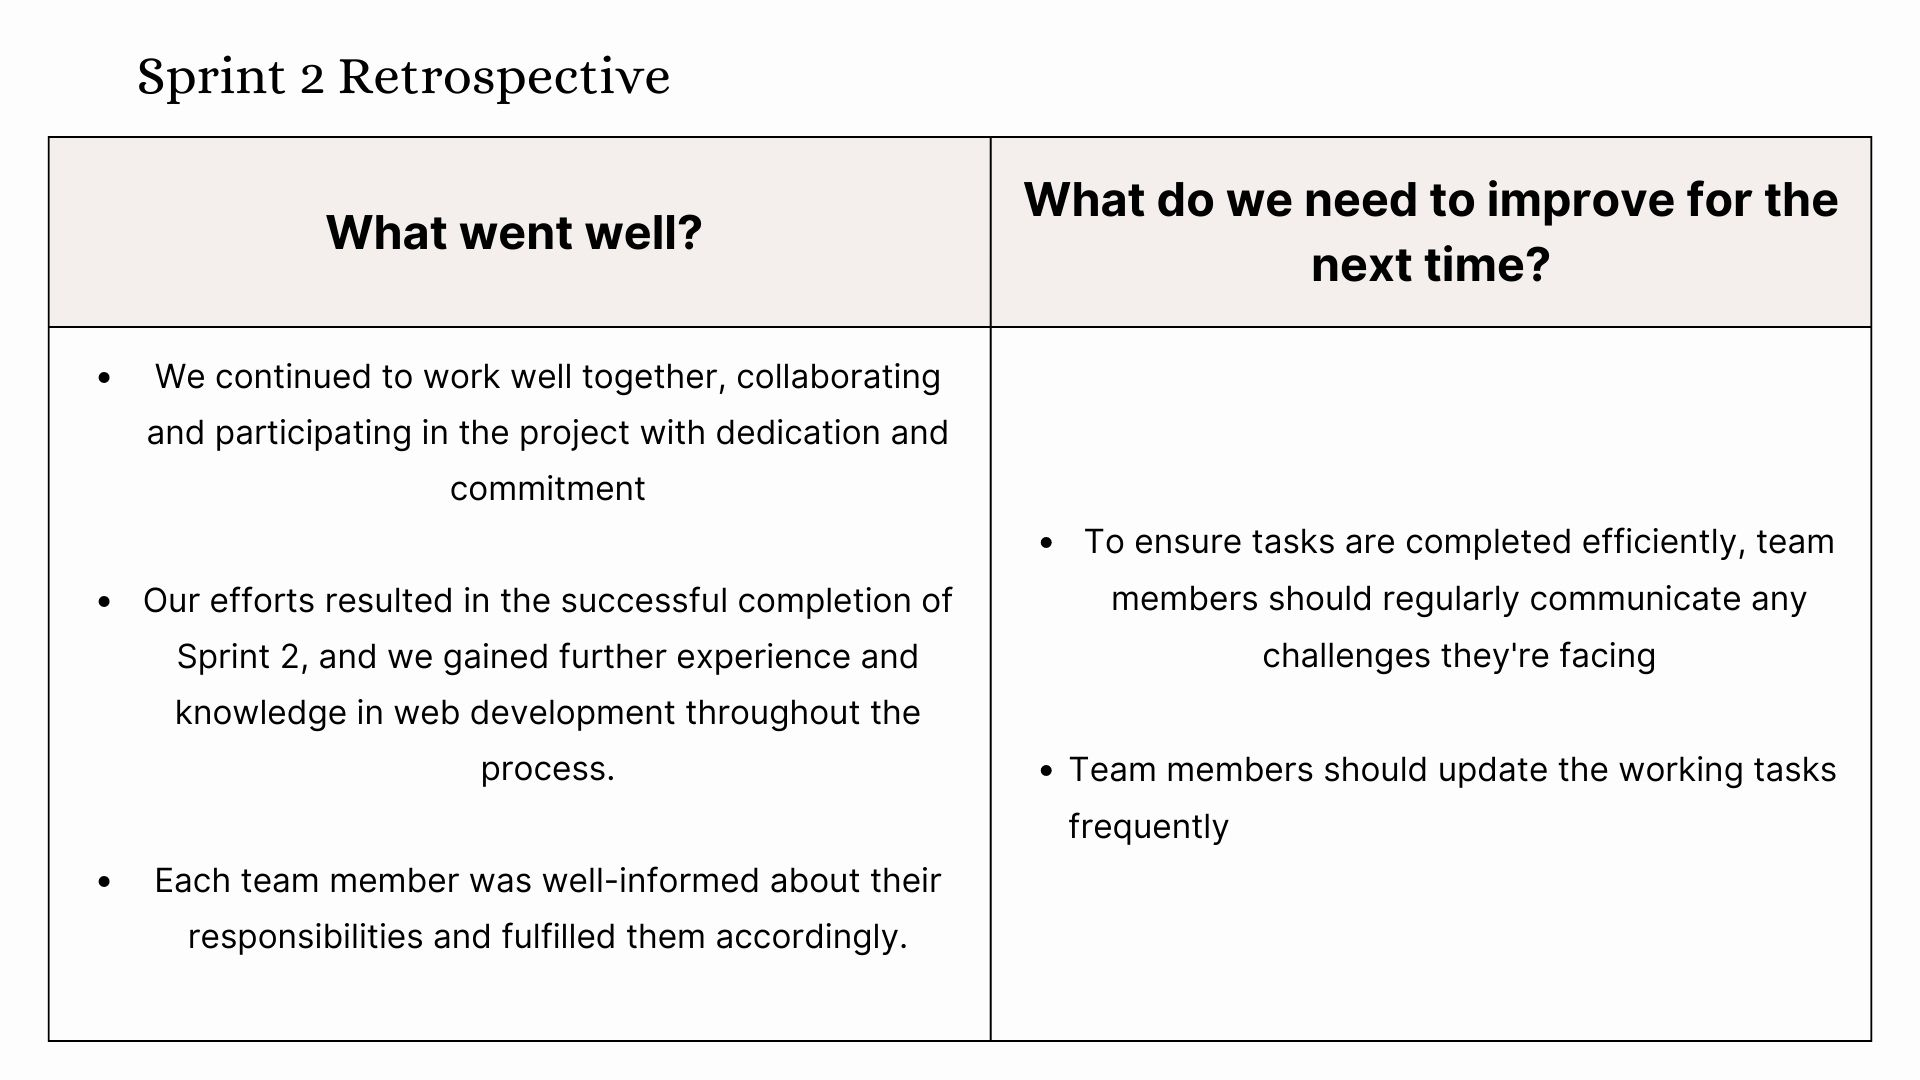 Sprint 2 Retrospective
What went well?
What do we need to improve for the
next time?
• We continued to work well together, collaborating
and participating in the project with dedication and
commitment
• Our efforts resulted in the successful completion of
Sprint 2, and we gained further experience and
knowledge in web development throughout the
process.
• Each team member was well-informed about their
responsibilities and fulfilled them accordingly.
• To ensure tasks are completed efficiently, team
members should regularly communicate any
challenges they're facing
• Team members should update the working tasks
frequently